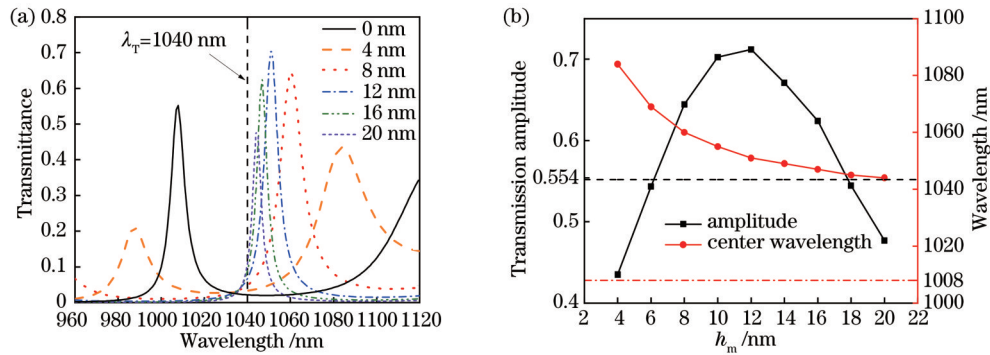 (a)
0.8
0.7
0.6
0.5
0.4
0.3
0.2
0.1
0
Transmittance
λT=1040 nm
0 nm
4 nm
8 nm
12 nm
16 nm
20 nm
960 980 1000 1020 1040 1060 1080 1100 1120
Wavelength /nm
(b)
0.7
0.6
0.554
0.5
0.4
Transmission amplitude
amplitude
center wavelength
1100
1080
1060
1040
1020
1008
1000
Wavelength /nm
2 4 6 8 10 12 14 16 18 20 22
hm/nm